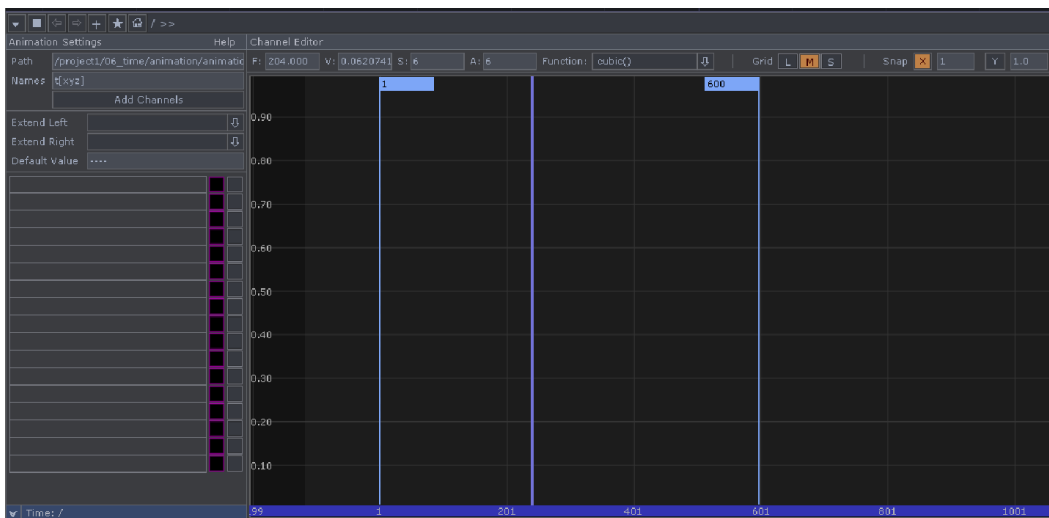 / >>
Animation Settings Help Channel Editor
Path /project1/06_time/animation/animatic F: 204.000 V: 0.0620741 S: 6 A: 6 Function: cubic() Grid L M S Snap X 1 Y 1.0
Names t[xyz]
1 600
Add Channels
Extend Left
0.90
Extend Right
Default Value ----
0.80
0.70
0.60
0.50
0.40
0.30
0.20
0.10
Time: / .99 1 201 401 601 801 1001